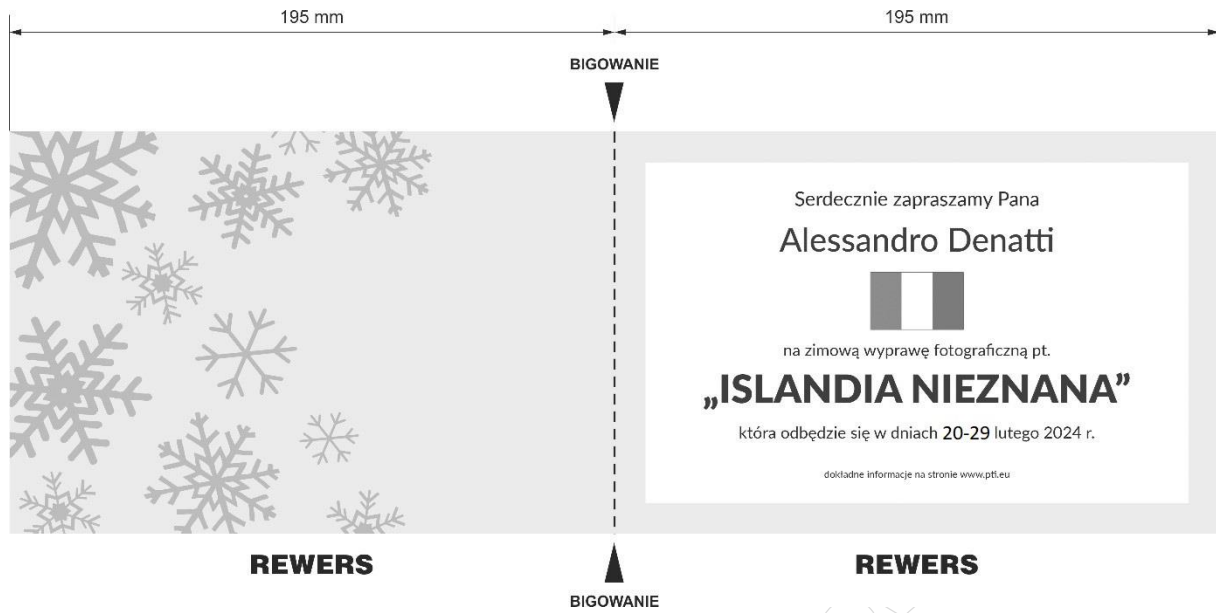 195 mm
195 mm
BIGOWANIE
Serdecznie zapraszamy Pana
Alessandro Denatti
na zimową wyprawę fotograficzną pt.
„ISLANDIA NIEZNANA”
która odbędzie się w dniach 20-29 lutego 2024 r.
dokładne informacje na stronie www.ptl.eu
REWERS
REWERS
BIGOWANIE